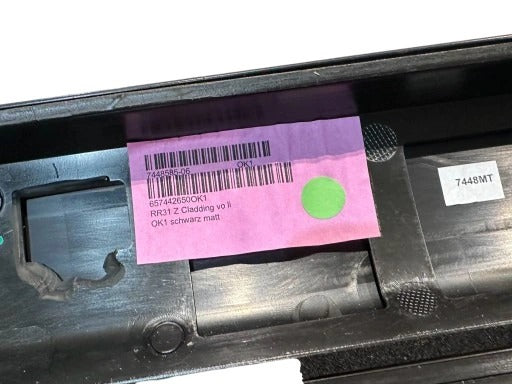 7448585-06 OK1
657442650OK1
RR31 Z Cladding vo li
OK1 schwarz matt
7448MT